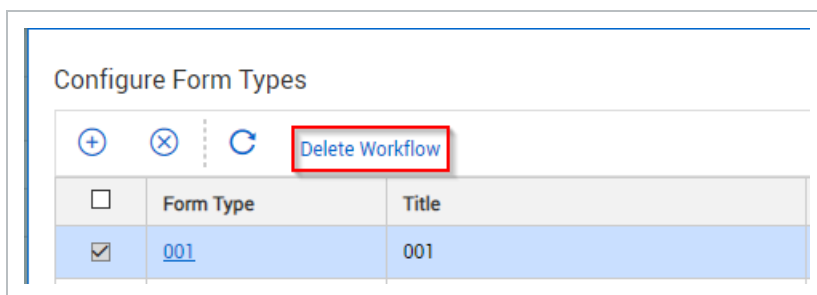 Configure Form Types
Delete Workflow
Form Type Title
001 001